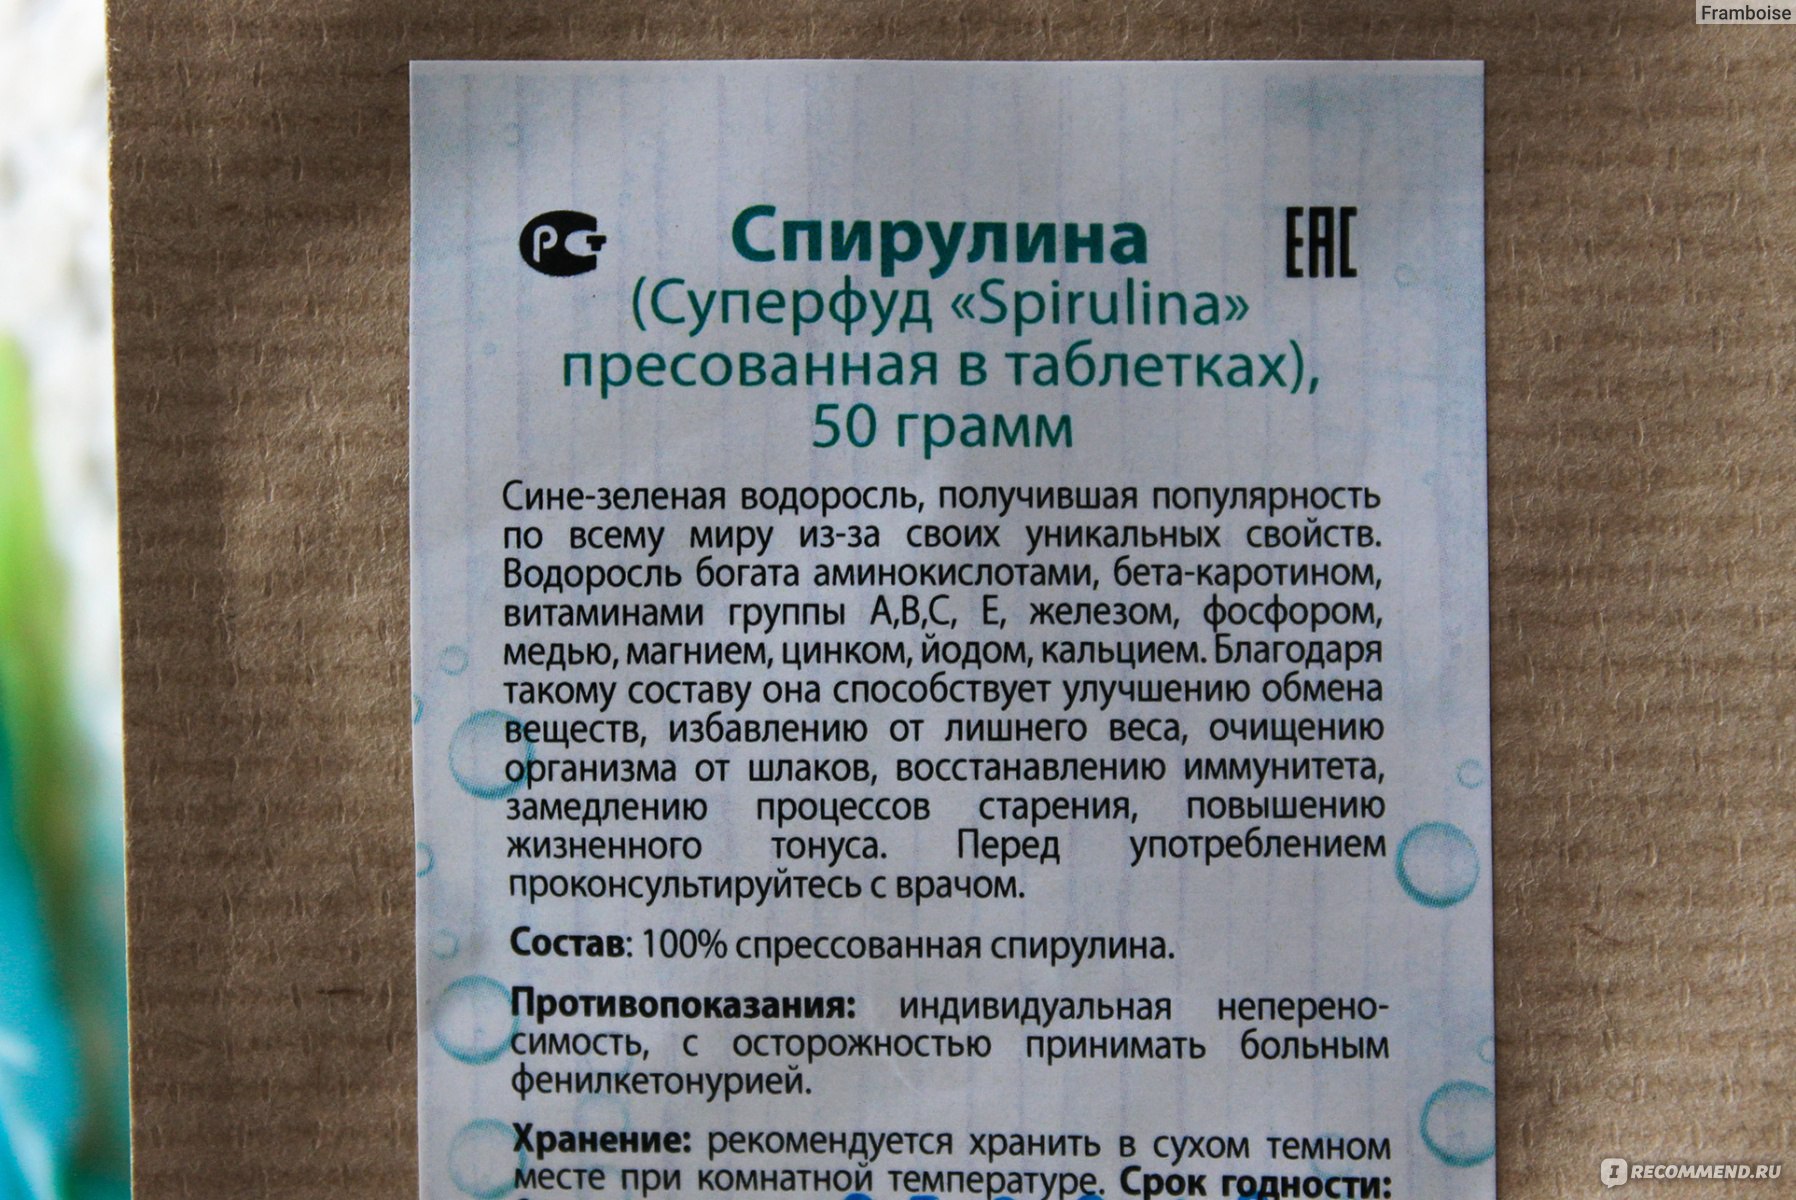 Framboise
РСТ
Спирулина
EAC
(Суперфуд «Spirulina»
пресованная в таблетках),
50 грамм
Сине-зеленая водоросль, получившая популярность
по всему миру из-за своих уникальных свойств.
Водоросль богата аминокислотами, бета-каротином,
витаминами группы А,В,С, Е, железом, фосфором,
медью, магнием, цинком, йодом, кальцием. Благодаря
такому составу она способствует улучшению обмена
веществ, избавлению от лишнего веса, очищению
организма от шлаков, восстанавлению иммунитета,
замедлению процессов старения, повышению
жизненного тонуса. Перед употреблением
проконсультируйтесь с врачом.
Состав: 100% спрессованная спирулина.
Противопоказания: индивидуальная неперено-
симость, с осторожностью принимать больным
фенилкетонурией.
Хранение: рекомендуется хранить в сухом темном
месте при комнатной температуре. Срок годности:
IRECOMMEND.RU